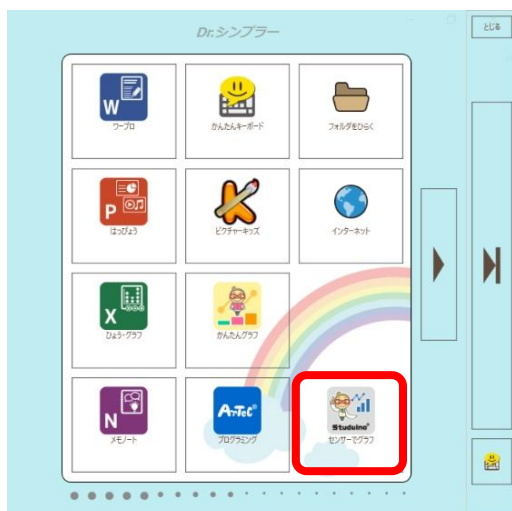 Dr.シンプラー
とじる
W
ワープロ
かんたんキーボード
フォルダをひらく
P
はっぴょう
ピクチャーキッズ
インターネット
X
ひょう・グラフ
かんたんグラフ
N
メモ/ート
ArTeC
プログラミング
Studuino
センサーでグラフ